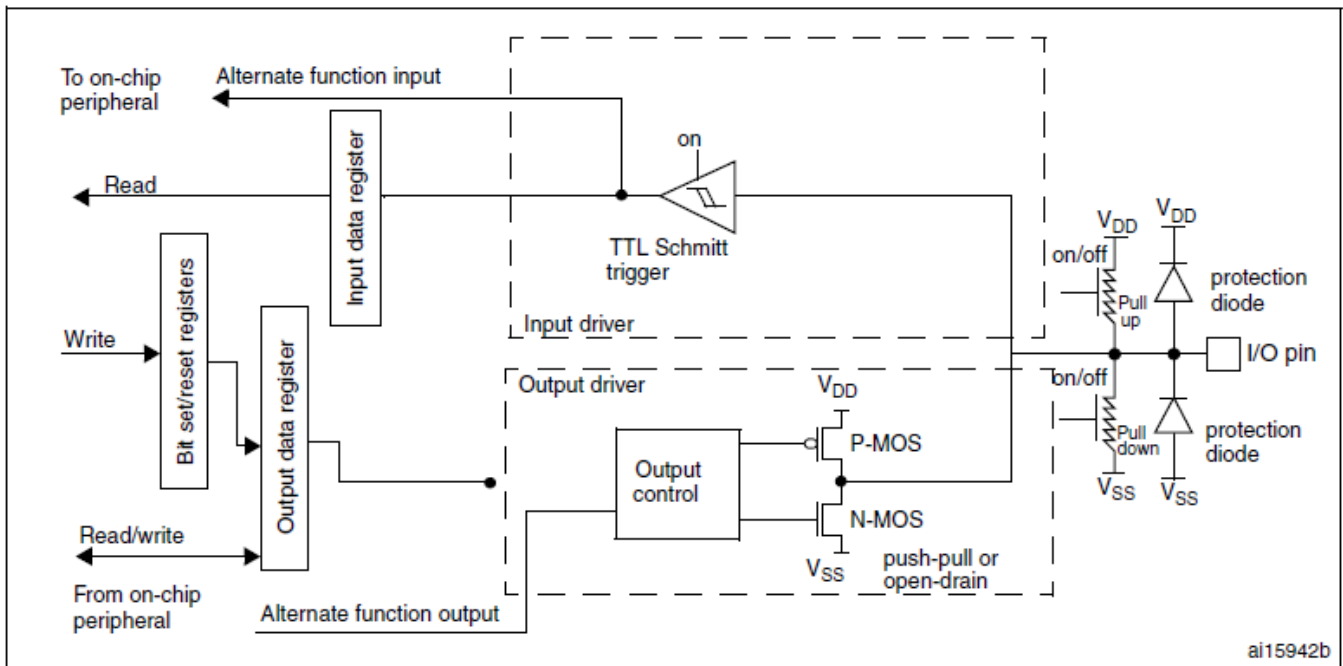 To on-chip
peripheral
Alternate function input
on
Read
Input data register
TTL Schmitt
trigger
Input driver
Write
Bit set/reset registers
Output data register
Read/write
From on-chip
peripheral
Alternate function output
Output driver
Output
control
VDD
P-MOS
N-MOS
VSS
push-pull or
open-drain
VDD
on/off
Pull
up
VDD
protection
diode
I/O pin
on/off
Pull
down
VSS
protection
diode
VSS
ai15942b